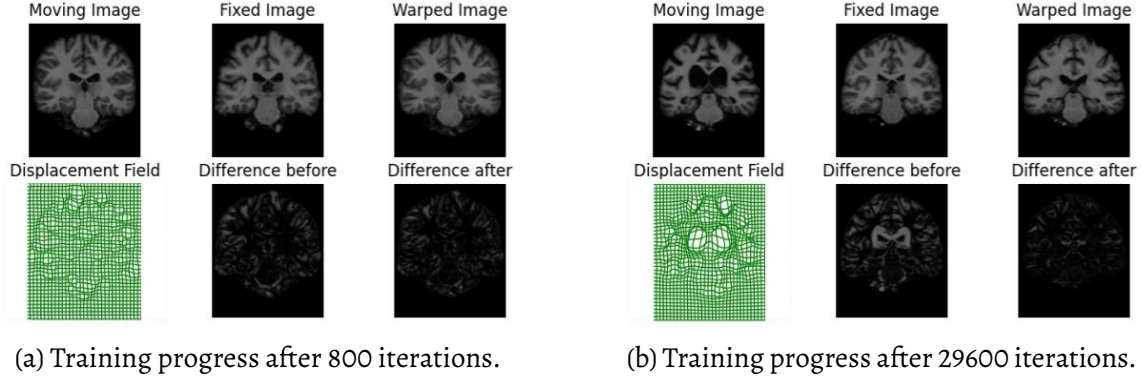 Moving Image Fixed Image Warped Image
Displacement Field Difference before Difference after
(a) Training progress after 800 iterations.
Moving Image Fixed Image Warped Image
Displacement Field Difference before Difference after
(b) Training progress after 29600 iterations.